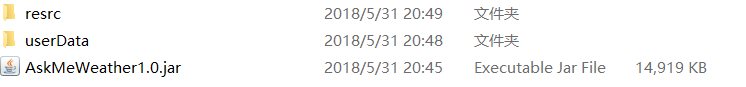 resrc 2018/5/31 20:49 文件夹
userData 2018/5/31 20:48 文件夹
AskMeWeather1.0.jar 2018/5/31 20:45 Executable Jar File 14,919 KB